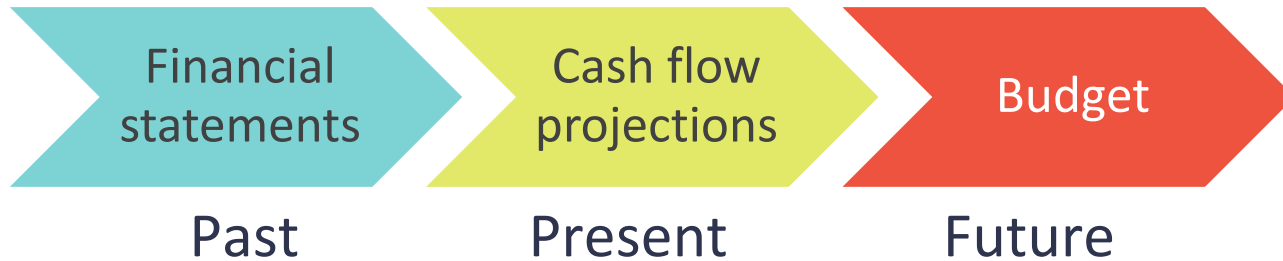 Financial
statements
Cash flow
projections
Budget
Past
Present
Future